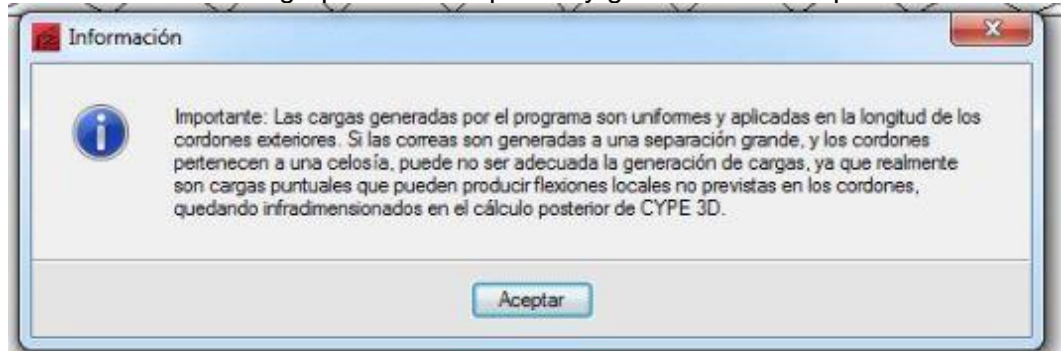 Información
Importante: Las cargas generadas por el programa son uniformes y aplicadas en la longitud de los
cordones exteriores. Si las correas son generadas a una separación grande, y los cordones
pertenecen a una celosía, puede no ser adecuada la generación de cargas, ya que realmente
son cargas puntuales que pueden producir flexiones locales no previstas en los cordones,
quedando infradimensionados en el cálculo posterior de CYPE 3D.
Aceptar